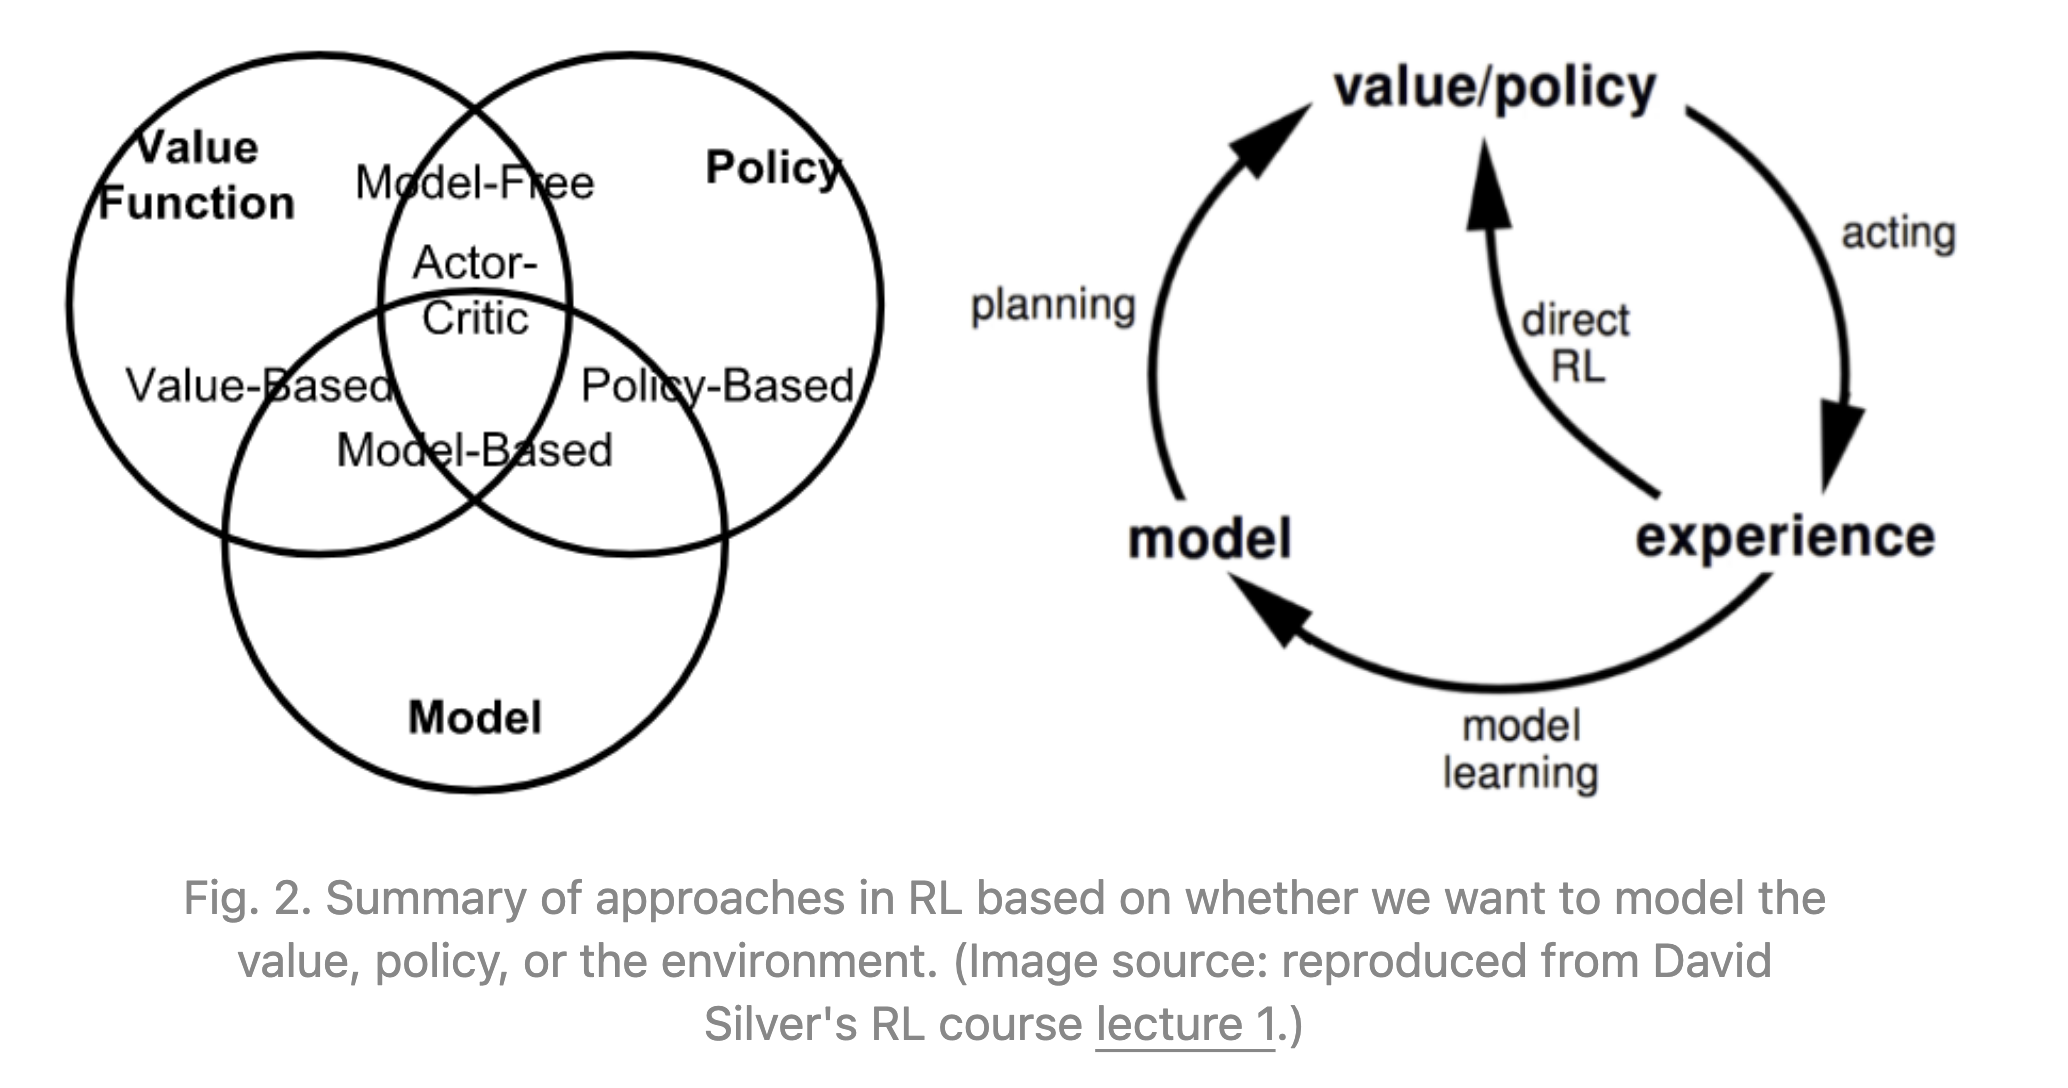 Value
Function
Model-Free
Policy
Actor-
Critic
Value-Based
Policy-Based
Model-Based
Model
value/policy
acting
planning
direct
RL
model
experience
model
learning
Fig. 2. Summary of approaches in RL based on whether we want to model the
value, policy, or the environment. (Image source: reproduced from David
Silver's RL course lecture 1.)